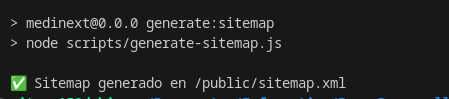 > medinext@0.0.0 generate:sitemap
> node scripts/generate-sitemap.js
✅ Sitemap generado en /public/sitemap.xml